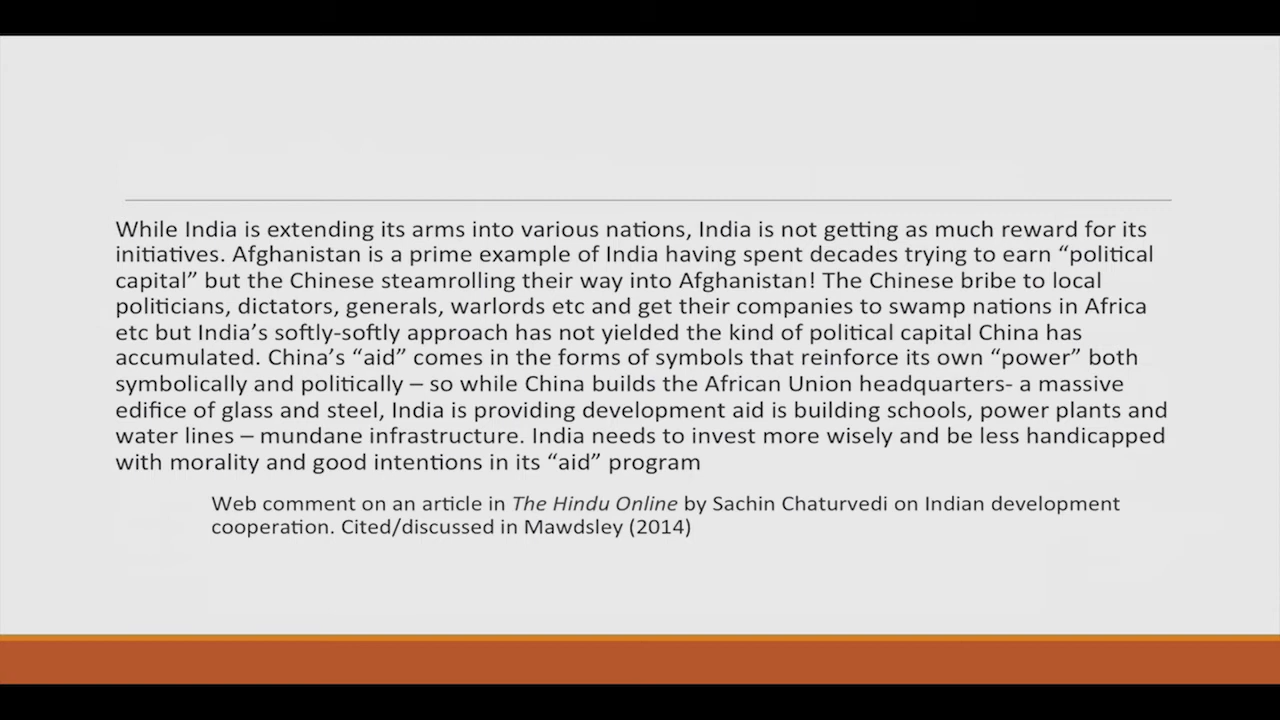 While India is extending its arms into various nations, India is not getting as much reward for its
initiatives. Afghanistan is a prime example of India having spent decades trying to earn “political
capital” but the Chinese steamrolling their way into Afghanistan! The Chinese bribe to local
politicians, dictators, generals, warlords etc and get their companies to swamp nations in Africa
etc but India’s softly-softly approach has not yielded the kind of political capital China has
accumulated. China’s “aid” comes in the forms of symbols that reinforce its own “power” both
symbolically and politically – so while China builds the African Union headquarters- a massive
edifice of glass and steel, India is providing development aid is building schools, power plants and
water lines – mundane infrastructure. India needs to invest more wisely and be less handicapped
with morality and good intentions in its “aid” program
Web comment on an article in The Hindu Online by Sachin Chaturvedi on Indian development
cooperation. Cited/discussed in Mawdsley (2014)